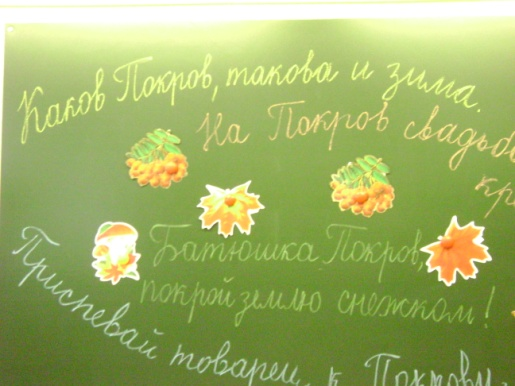 Каков Покров, такова и зима.
На Покров свадьб
кр
Батюшка Покров,
покрой землю снежком!
Приспевай товарец к Покрову